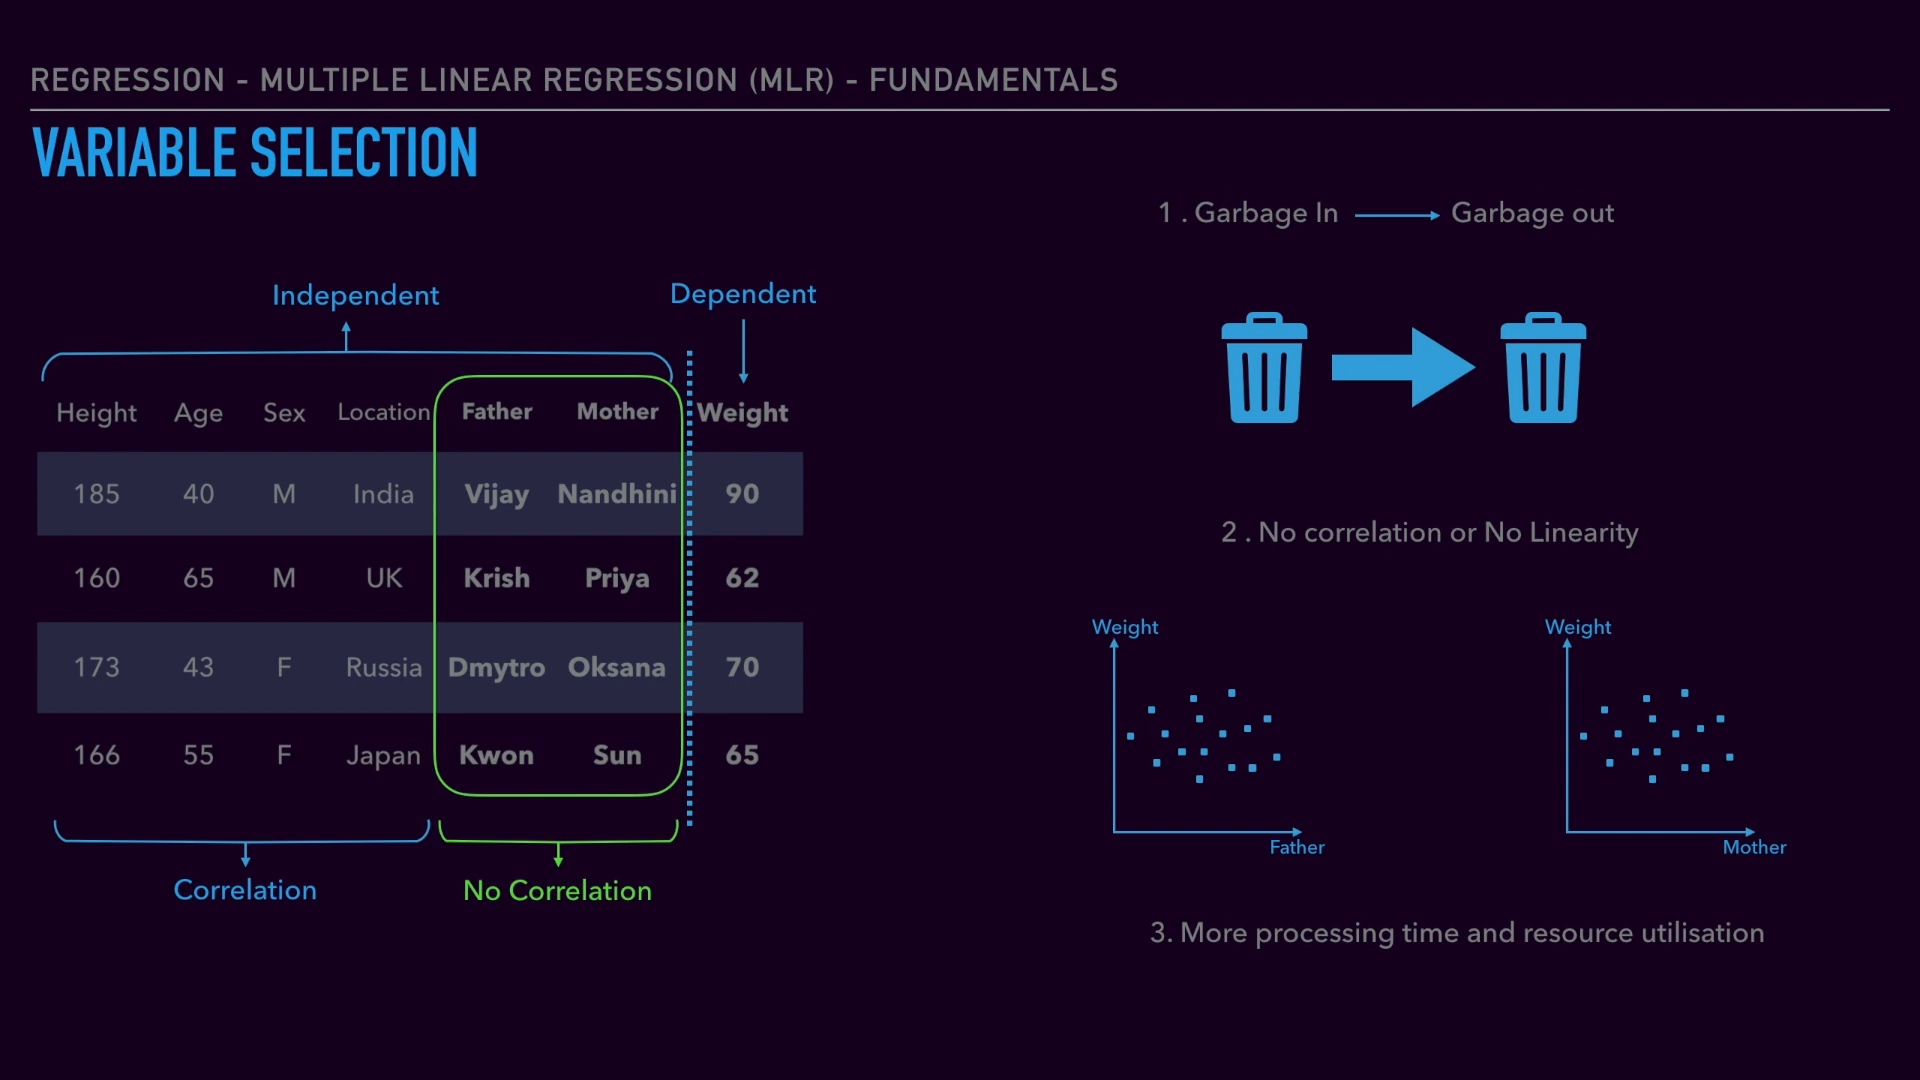 REGRESSION - MULTIPLE LINEAR REGRESSION (MLR) - FUNDAMENTALS
VARIABLE SELECTION
Independent
Dependent
Height Age Sex Location Father Mother Weight
185 40 M India Vijay Nandhini 90
160 65 M UK Krish Priya 62
173 43 F Russia Dmytro Oksana 70
166 55 F Japan Kwon Sun 65
Correlation
No Correlation
1 . Garbage In Garbage out
2 . No correlation or No Linearity
Weight
Father
Weight
Mother
3. More processing time and resource utilisation